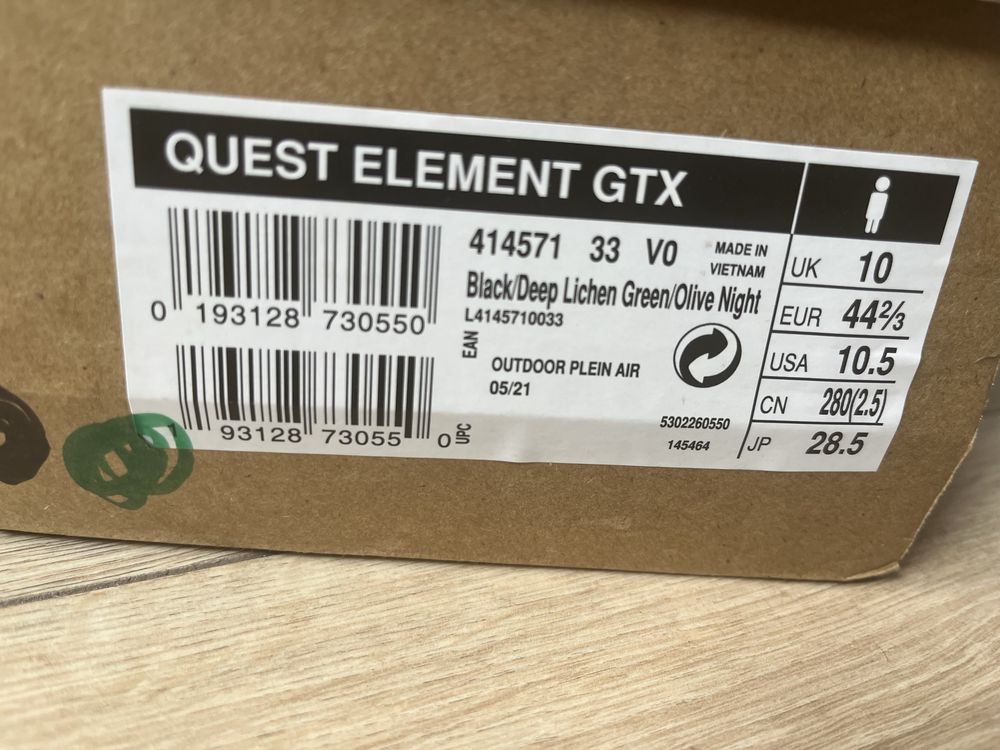 QUEST ELEMENT GTX
0 193128 730550
EAN
1 93128 73055 0
UPC
414571 33 V0
MADE IN
VIETNAM
Black/Deep Lichen Green/Olive Night
L4145710033
OUTDOOR PLEIN AIR
05/21
5302260550
145464
UK 10
EUR 44⅔
USA 10.5
CN 280(2.5)
JP 28.5